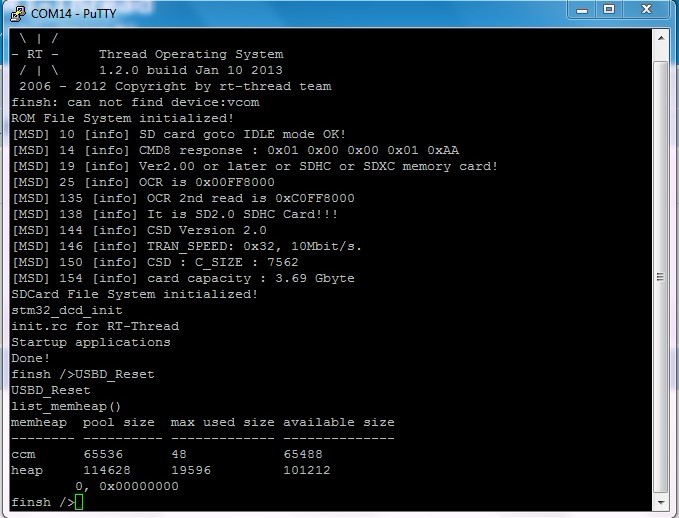 COM14 - PuTTY
\ | /
- RT -     Thread Operating System
/ | \     1.2.0 build Jan 10 2013
2006 - 2012 Copyright by rt-thread team
finsh: can not find device:vcom
ROM File System initialized!
[MSD] 10 [info] SD card goto IDLE mode OK!
[MSD] 14 [info] CMD8 response : 0x01 0x00 0x00 0x01 0xAA
[MSD] 19 [info] Ver2.00 or later or SDHC or SDXC memory card!
[MSD] 25 [info] OCR is 0x00FF8000
[MSD] 135 [info] OCR 2nd read is 0xC0FF8000
[MSD] 138 [info] It is SD2.0 SDHC Card!!!
[MSD] 144 [info] CSD Version 2.0
[MSD] 146 [info] TRAN_SPEED: 0x32, 10Mbit/s.
[MSD] 150 [info] CSD : C_SIZE : 7562
[MSD] 154 [info] card capacity : 3.69 Gbyte
SDCard File System initialized!
stm32_dcd_init
init.rc for RT-Thread
Startup applications
Done!
finsh />USBD_Reset
USBD_Reset
list_memheap()
memheap  pool size  max used size available size
-------- ---------- ------------- --------------
ccm      65536      48            65488
heap     114628     19596         101212
0, 0x00000000
finsh />